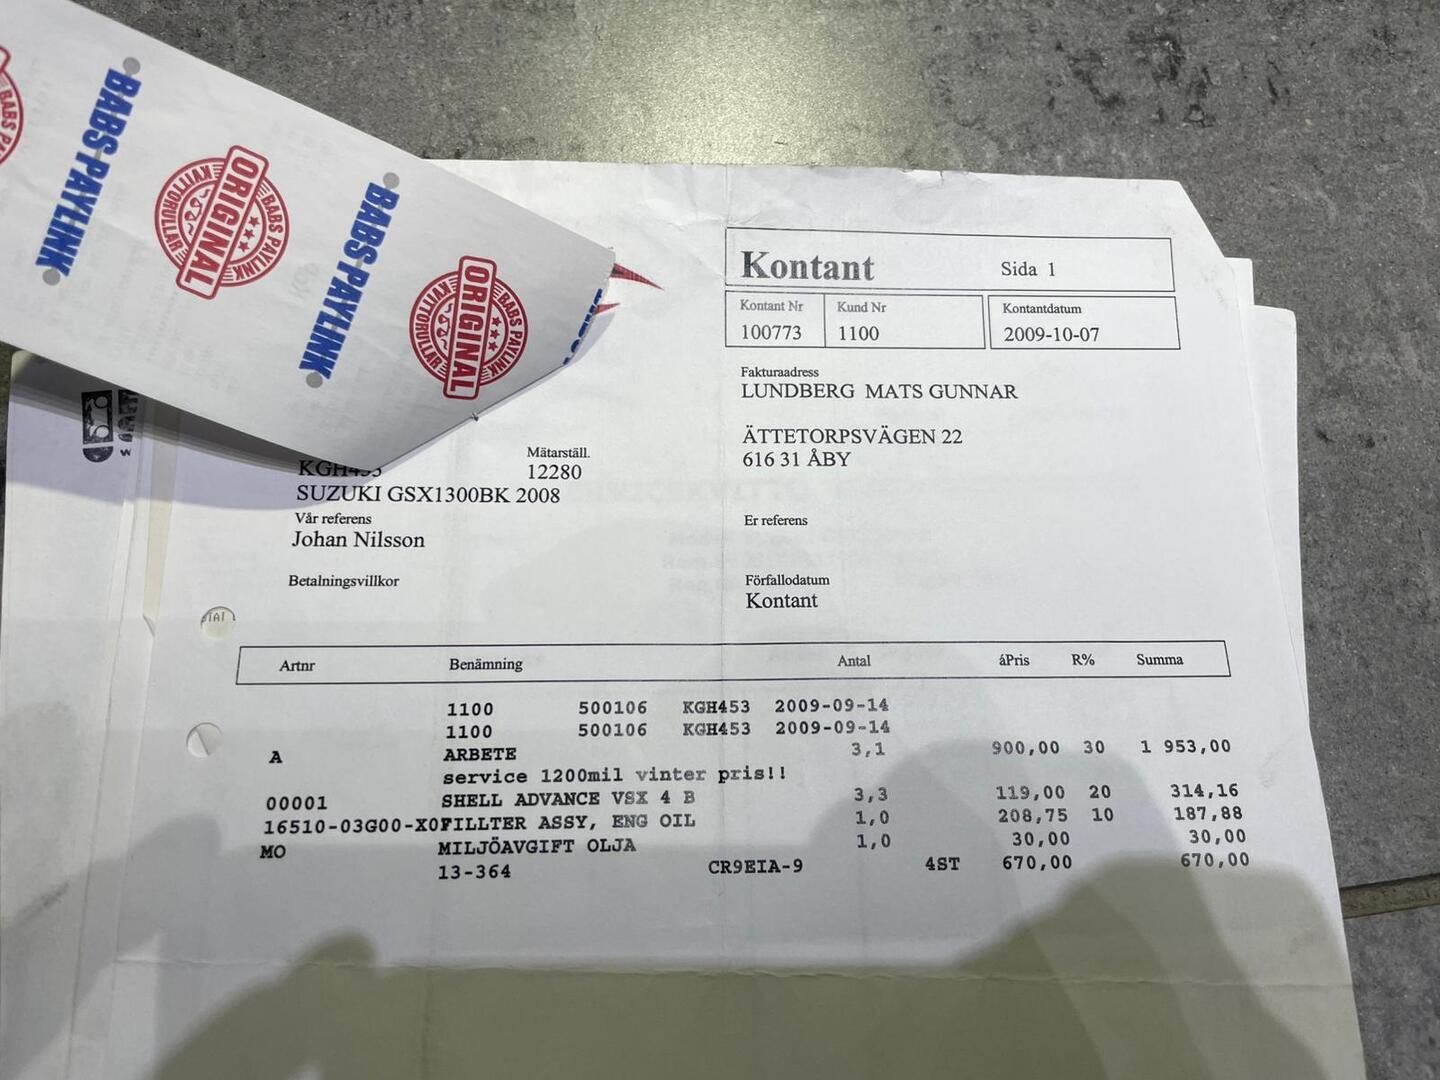 BABS PAYLINK
BABS PAYLINK
ORIGINAL
KVITTORULLAR
BABS PAYLINK
ORIGINAL
KVITTORULLAR
BABS PAYLINK
Kontant Sida 1
Kontant Nr Kund Nr Kontantdatum
100773 1100 2009-10-07
Fakturaadress
LUNDBERG MATS GUNNAR
ÄTTETORPSVÄGEN 22
616 31 ÅBY
Mätarställ.
KGH453 12280
SUZUKI GSX1300BK 2008
Vår referens Er referens
Johan Nilsson
Betalningsvillkor Förfallodatum
Kontant
Artnr Benämning Antal áPris R% Summa
1100 500106 KGH453 2009-09-14
1100 500106 KGH453 2009-09-14
A ARBETE 3,1 900,00 30 1 953,00
service 1200mil vinter pris!!
00001 SHELL ADVANCE VSX 4 B 3,3 119,00 20 314,16
16510-03G00-X0FILLTER ASSY, ENG OIL 1,0 208,75 10 187,88
MO MILJÖAVGIFT OLJA 1,0 30,00 30,00
13-364 CR9EIA-9 4ST 670,00 670,00